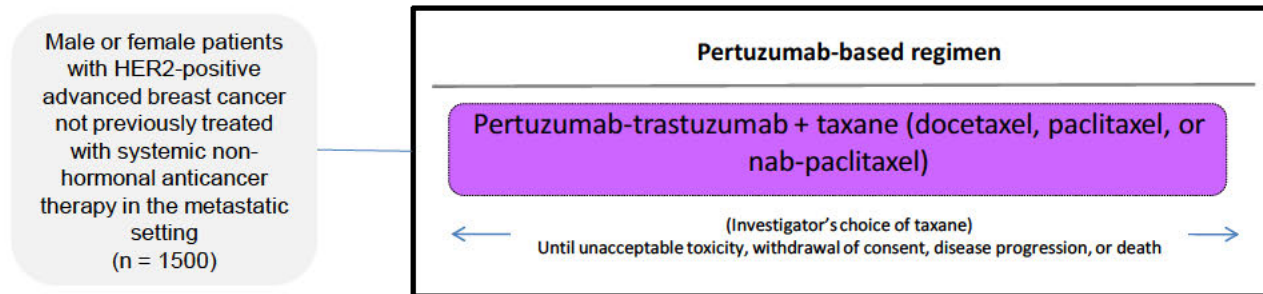 Male or female patients
with HER2-positive
advanced breast cancer
not previously treated
with systemic non-
hormonal anticancer
therapy in the metastatic
setting
(n = 1500)
Pertuzumab-based regimen
Pertuzumab-trastuzumab + taxane (docetaxel, paclitaxel, or
nab-paclitaxel)
(Investigator's choice of taxane)
Until unacceptable toxicity, withdrawal of consent, disease progression, or death